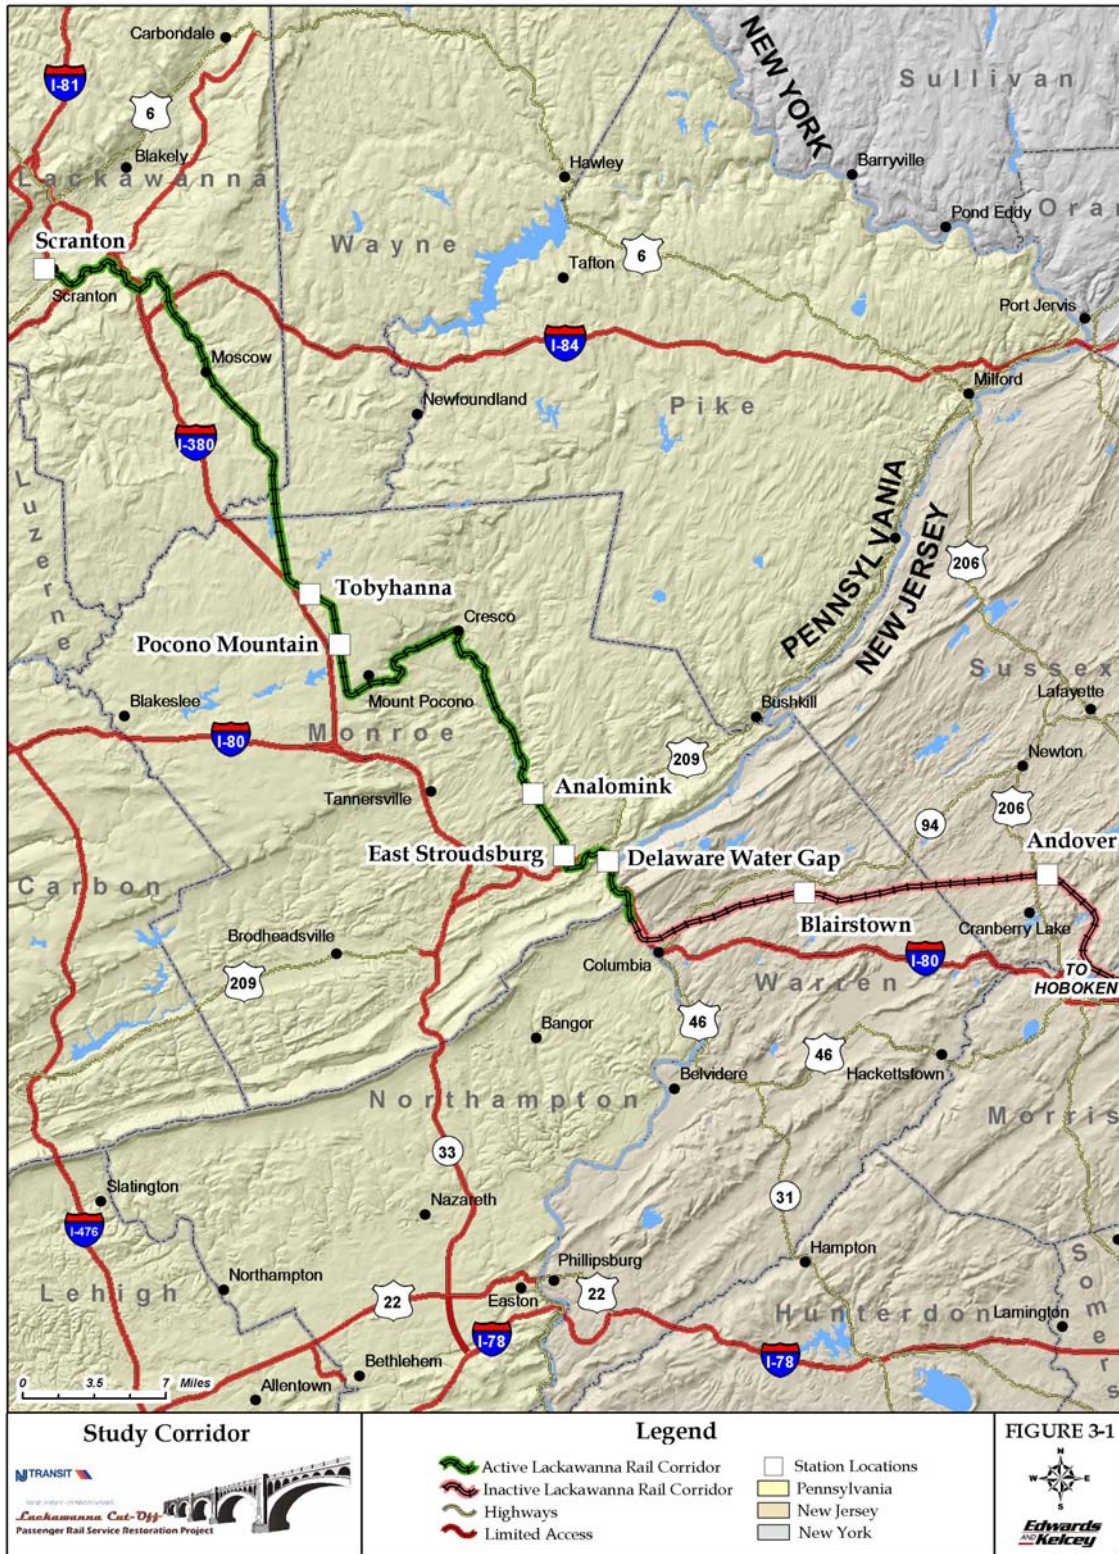 Carbondale
I-81
6
Blakely
Lackawanna
NEW YORK
Sullivan
Barryville
Hawley
Pond Eddy
Oran
Wayne
6
Tafton
Scranton
Scranton
Port Jervis
I-84
Moscow
Milford
Newfoundland
Pike
I-380
Luzerne
PENNSYLVANIA
NEW JERSEY
206
Tobyhanna
Cresco
Pocono Mountain
Mount Pocono
Sussex
Lafayette
Blakeslee
Bushkill
I-80
Monroe
209
Newton
Tannersville
Analomink
206
94
Andover
East Stroudsburg
Delaware Water Gap
Carbon
Blairstown
Cranberry Lake
Brodheadsville
Columbia
I-80
Warren
TO
HOBOKEN
209
Bangor
46
46
Hackettstown
Belvidere
Northampton
Morris
33
31
Slatington
Nazareth
I-476
Hampton
Somers
Lehigh
Northampton
Phillipsburg
22
Easton
22
Hunterdon
Lamington
I-78
I-78
Bethlehem
Allentown
0 3.5 7 Miles
Study Corridor
NJ TRANSIT
NEW JERSEY - PENNSYLVANIA
Lackawanna Cut-Off
Passenger Rail Service Restoration Project
Legend
Active Lackawanna Rail Corridor
Inactive Lackawanna Rail Corridor
Highways
Limited Access
Station Locations
Pennsylvania
New Jersey
New York
FIGURE 3-1
N
W E
S
Edwards
AND Kelcey